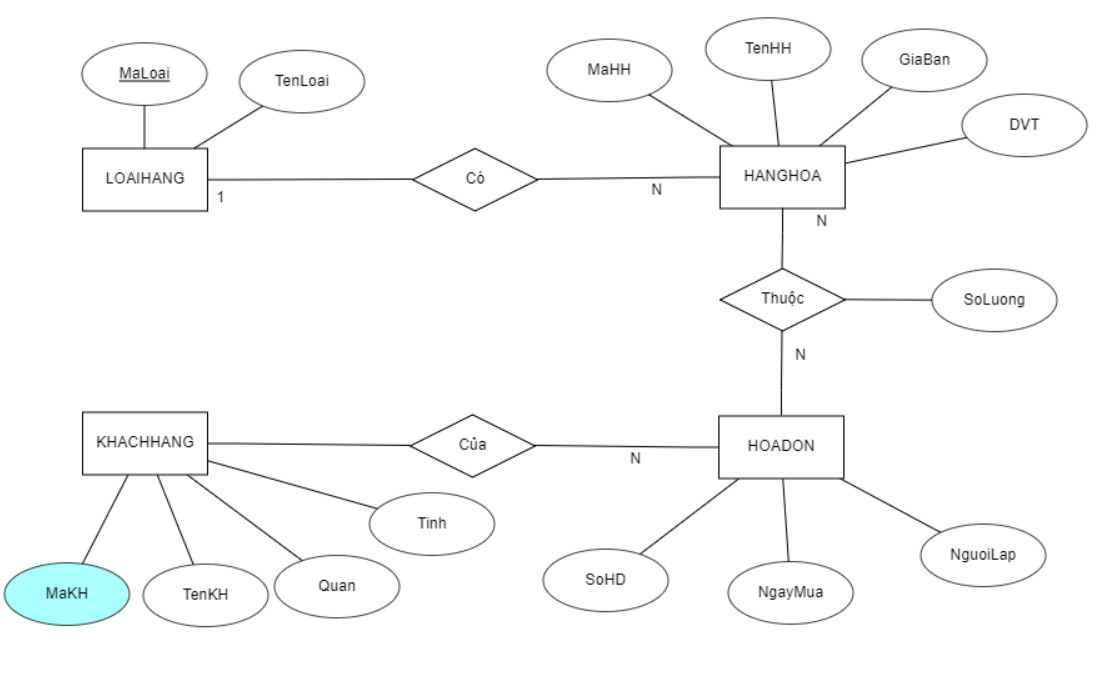 MaLoai
TenLoai
MaHH
TenHH
GiaBan
DVT
LOAIHANG
1
Có
N
HANGHOA
N
Thuộc
SoLuong
N
KHACHHANG
Của
N
HOADON
MaKH
TenKH
Quan
Tinh
SoHD
NgayMua
NguoiLap